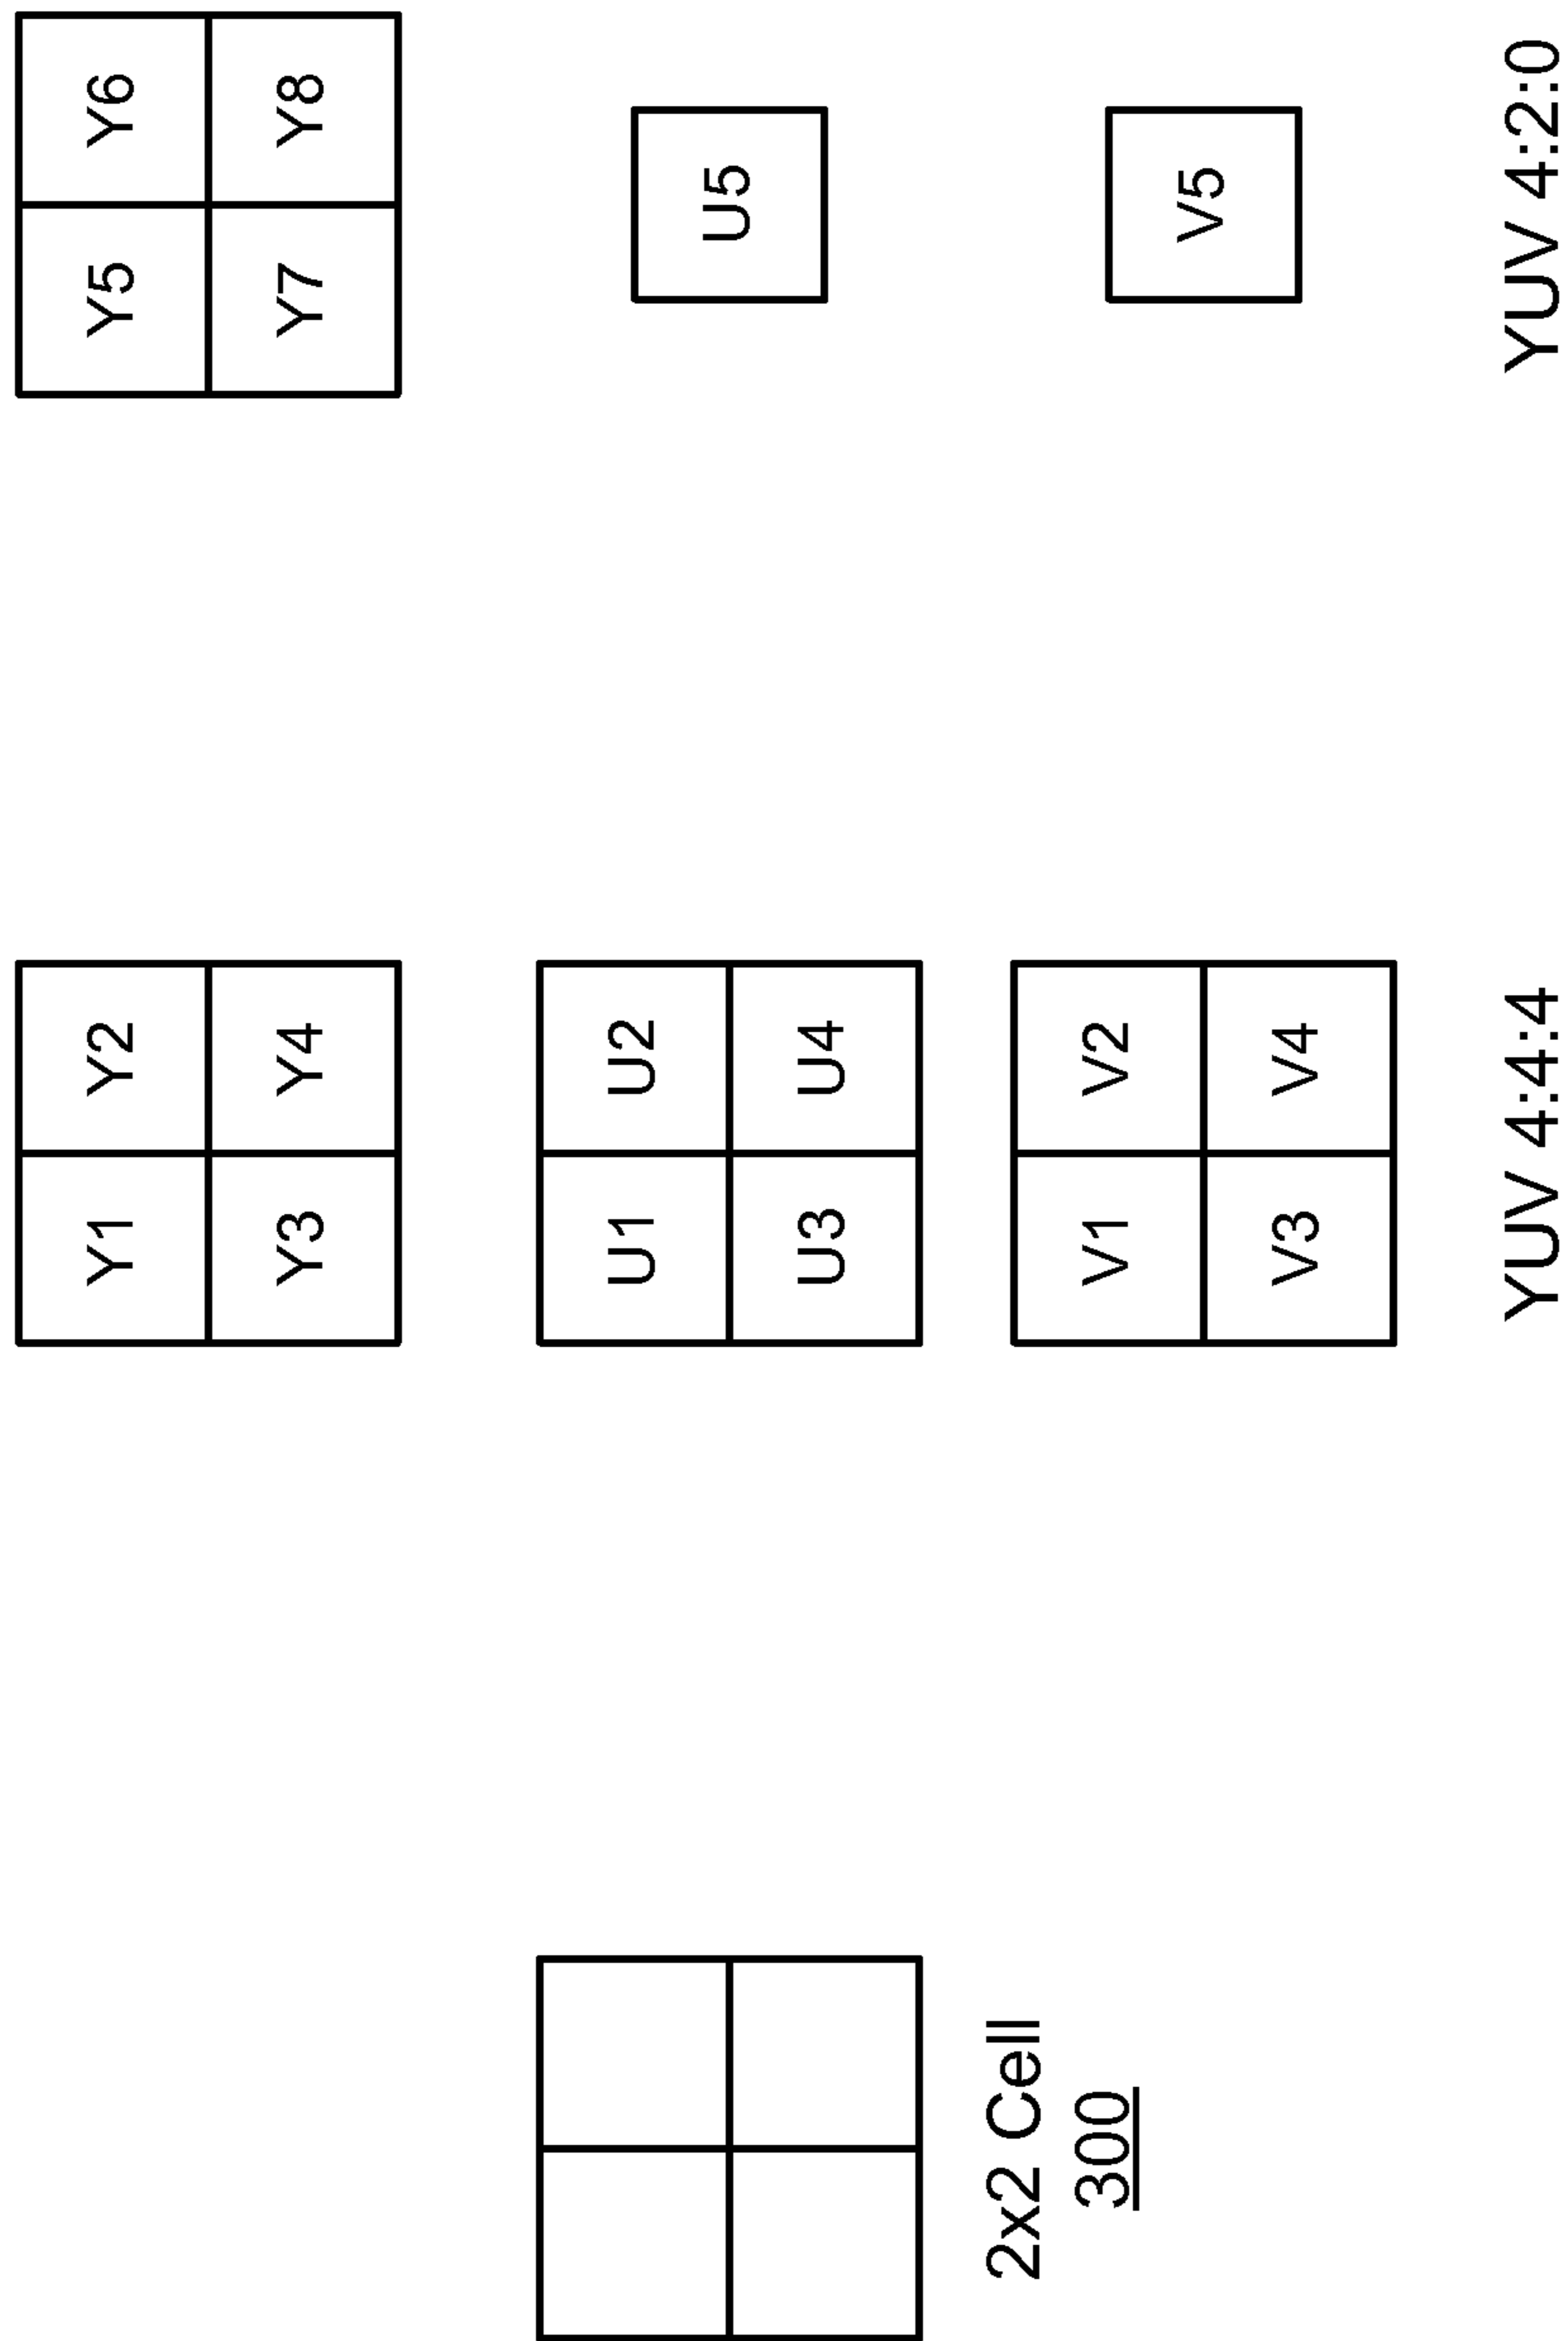 2x2 Cell
300
Y1 Y2
Y3 Y4
U1 U2
U3 U4
V1 V2
V3 V4
YUV 4:4:4
Y5 Y6
Y7 Y8
U5
V5
YUV 4:2:0